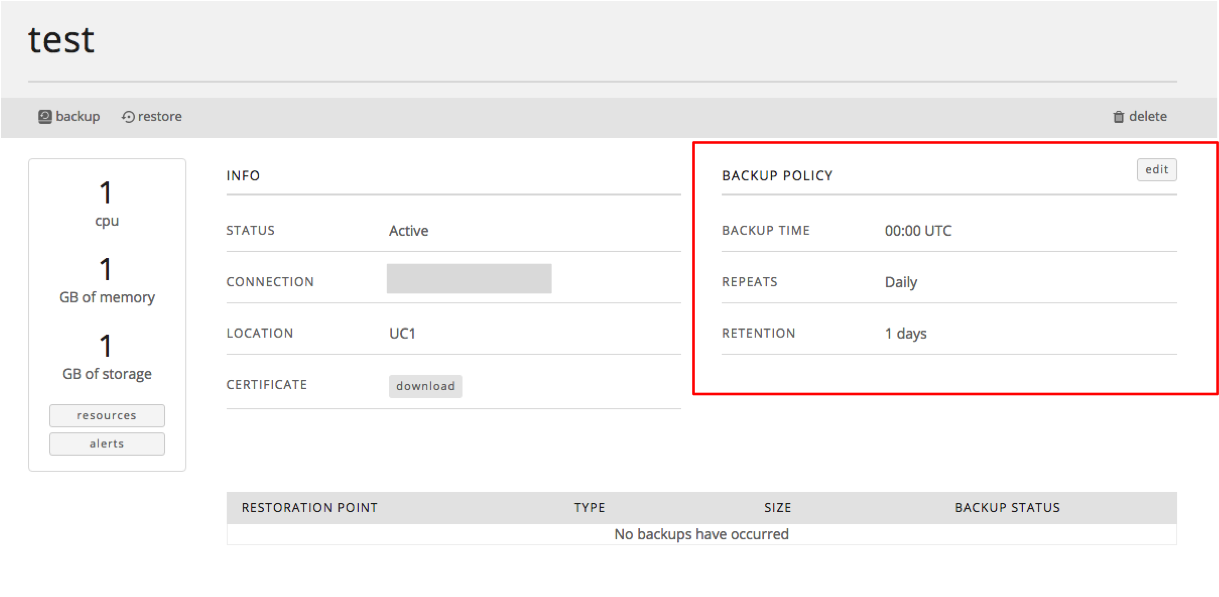 test
backup restore delete
1
cpu
1
GB of memory
1
GB of storage
resources
alerts
INFO
STATUS Active
CONNECTION
LOCATION UC1
CERTIFICATE download
BACKUP POLICY edit
BACKUP TIME 00:00 UTC
REPEATS Daily
RETENTION 1 days
RESTORATION POINT TYPE SIZE BACKUP STATUS
No backups have occurred